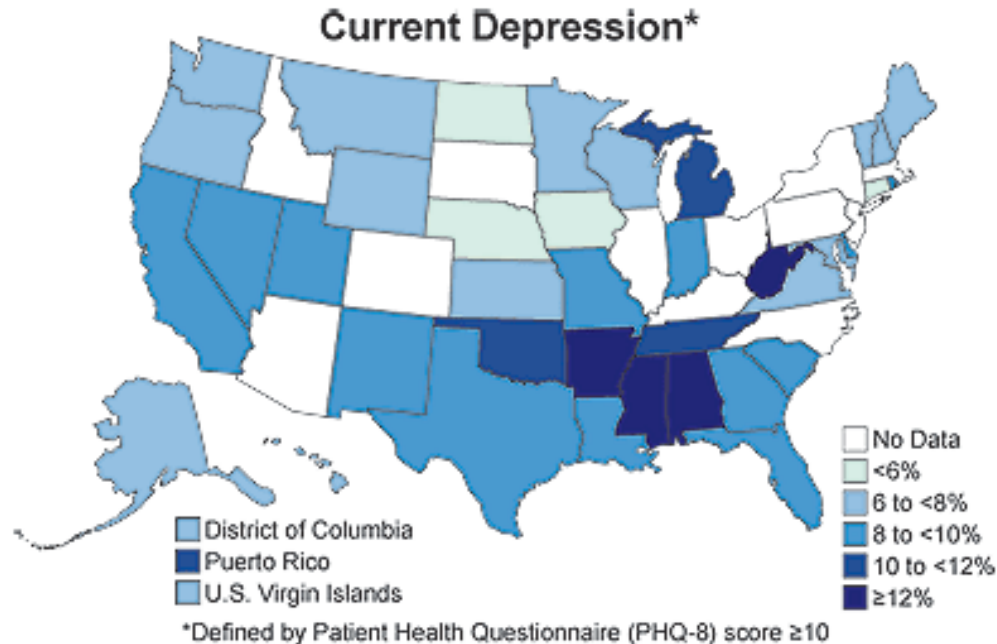 Current Depression*
No Data
<6%
6 to <8%
8 to <10%
10 to <12%
≥12%
District of Columbia
Puerto Rico
U.S. Virgin Islands
*Defined by Patient Health Questionnaire (PHQ-8) score ≥10